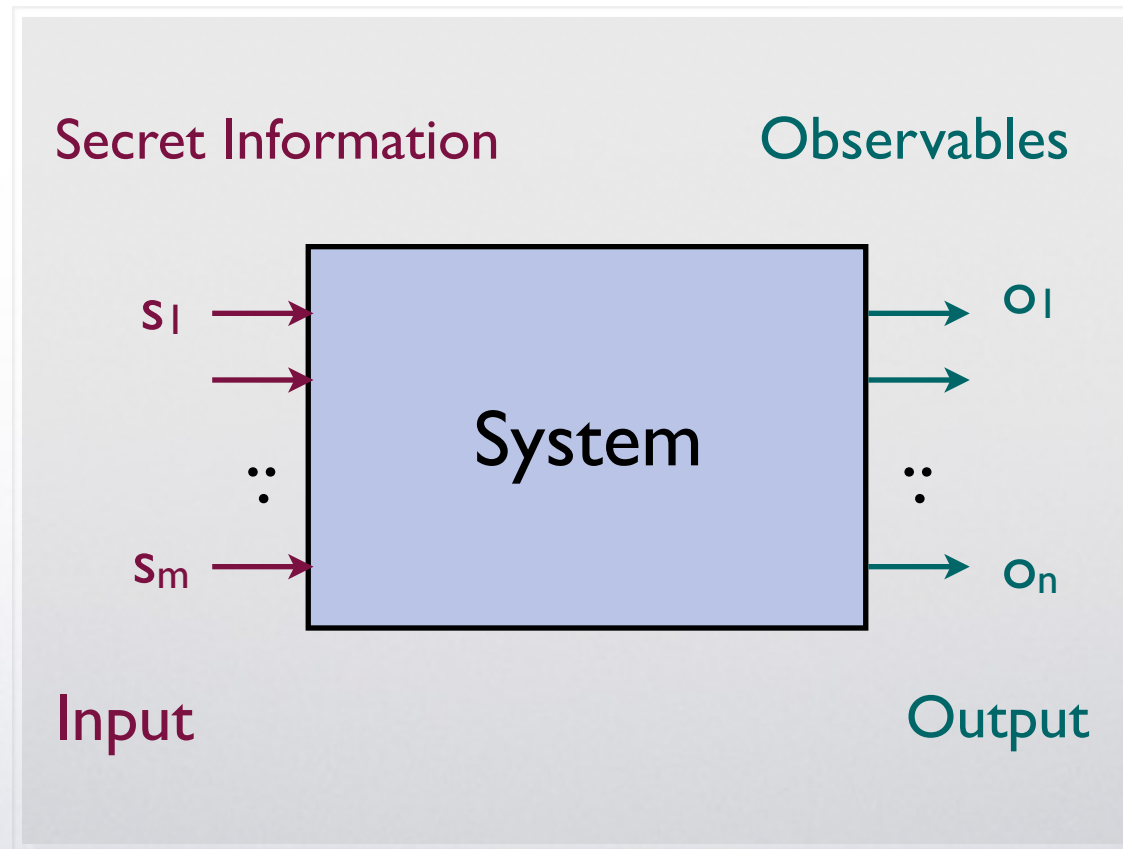 Secret Information Observables
s1 o1
System
sm on
Input Output